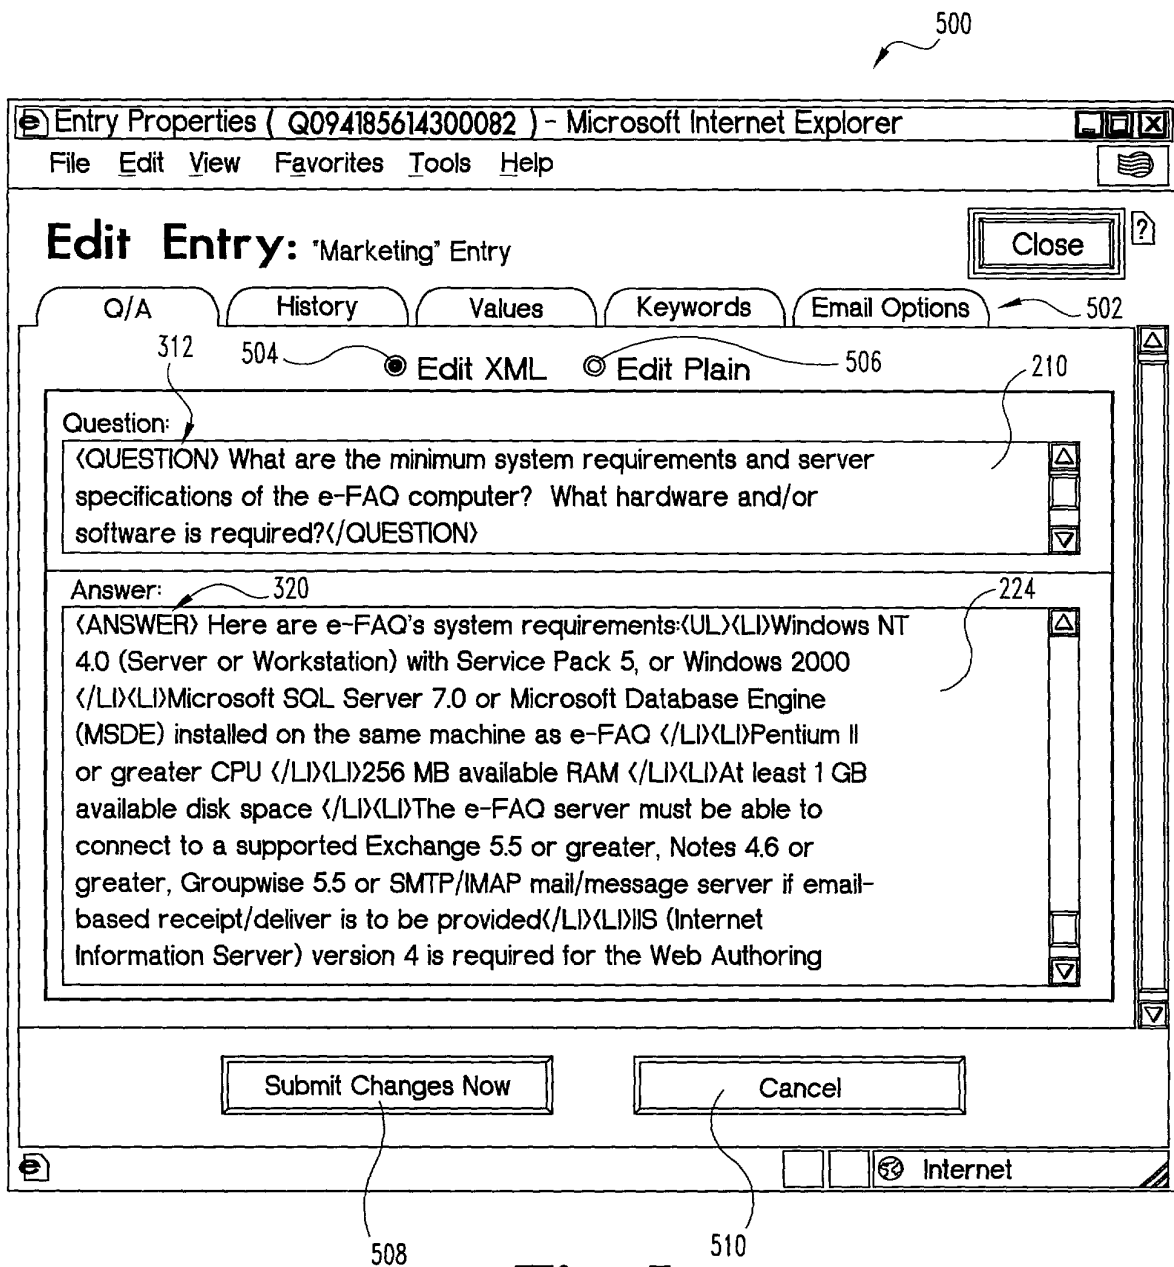 500
Entry Properties ( Q094185614300082 ) - Microsoft Internet Explorer
File Edit View Favorites Tools Help
Edit Entry: "Marketing" Entry
Close
?
Q/A History Values Keywords Email Options
502
312
504
Edit XML
Edit Plain
506
210
Question:
<QUESTION> What are the minimum system requirements and server
specifications of the e-FAQ computer? What hardware and/or
software is required?</QUESTION>
Answer:
320
224
<ANSWER> Here are e-FAQ's system requirements:<UL><LI>Windows NT
4.0 (Server or Workstation) with Service Pack 5, or Windows 2000
</LI><LI>Microsoft SQL Server 7.0 or Microsoft Database Engine
(MSDE) installed on the same machine as e-FAQ </LI><LI>Pentium II
or greater CPU </LI><LI>256 MB available RAM </LI><LI>At least 1 GB
available disk space </LI><LI>The e-FAQ server must be able to
connect to a supported Exchange 5.5 or greater, Notes 4.6 or
greater, Groupwise 5.5 or SMTP/IMAP mail/message server if email-
based receipt/deliver is to be provided</LI><LI>IIS (Internet
Information Server) version 4 is required for the Web Authoring
Submit Changes Now
Cancel
e
Internet
508
510